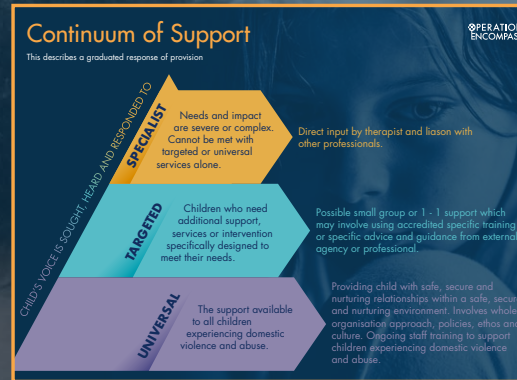 Continuum of Support
This describes a graduated response of provision
CHILD'S VOICE IS SOUGHT, HEARD AND RESPONDED TO
SPECIALIST
Needs and impact
are severe or complex.
Cannot be met with
targeted or universal
services alone.
Direct input by therapist and liason with
other professionals.
TARGETED
Children who need
additional support,
services or intervention
specifically designed to
meet their needs.
Possible small group or 1 - 1 support which
may involve using accredited specific training
or specific advice and guidance from external
agency or professional.
UNIVERSAL
The support available
to all children
experiencing domestic
violence and abuse.
Providing child with safe, secure and
nurturing relationships within a safe, secure
and nurturing environment. Involves whole
organisation approach, policies, ethos and
culture. Ongoing staff training to support
children experiencing domestic violence
and abuse.